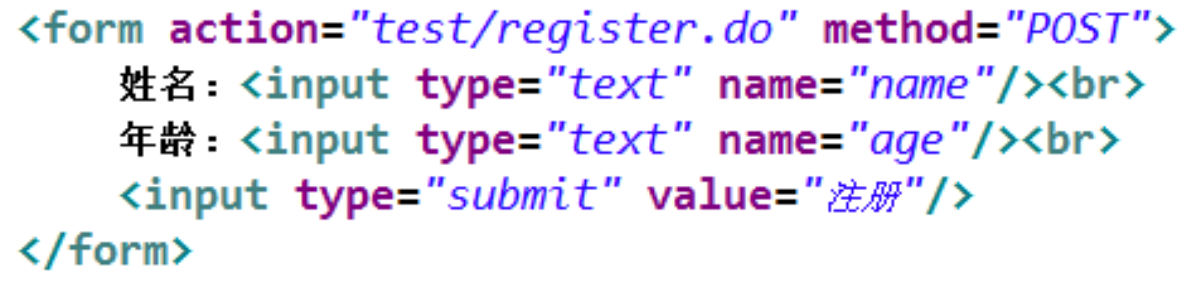 <form action="test/register.do" method="POST">
姓名：<input type="text" name="name"/><br>
年龄：<input type="text" name="age"/><br>
<input type="submit" value="注册"/>
</form>